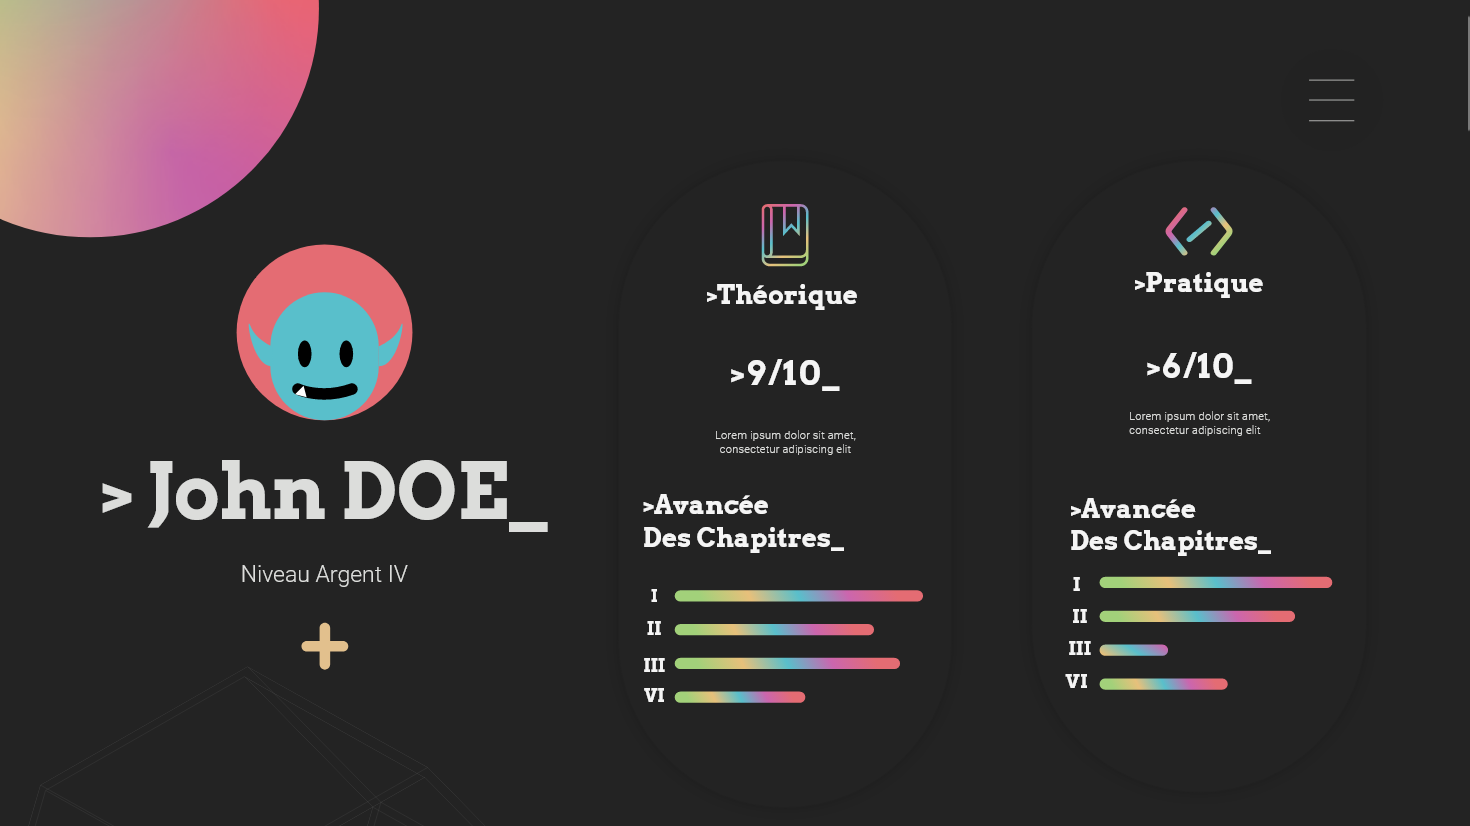 > John DOE_
Niveau Argent IV
>Théorique
>9/10_
Lorem ipsum dolor sit amet,
consectetur adipiscing elit
>Avancée
Des Chapitres_
I
II
III
VI
>Pratique
>6/10_
Lorem ipsum dolor sit amet,
consectetur adipiscing elit
>Avancée
Des Chapitres_
I
II
III
VI